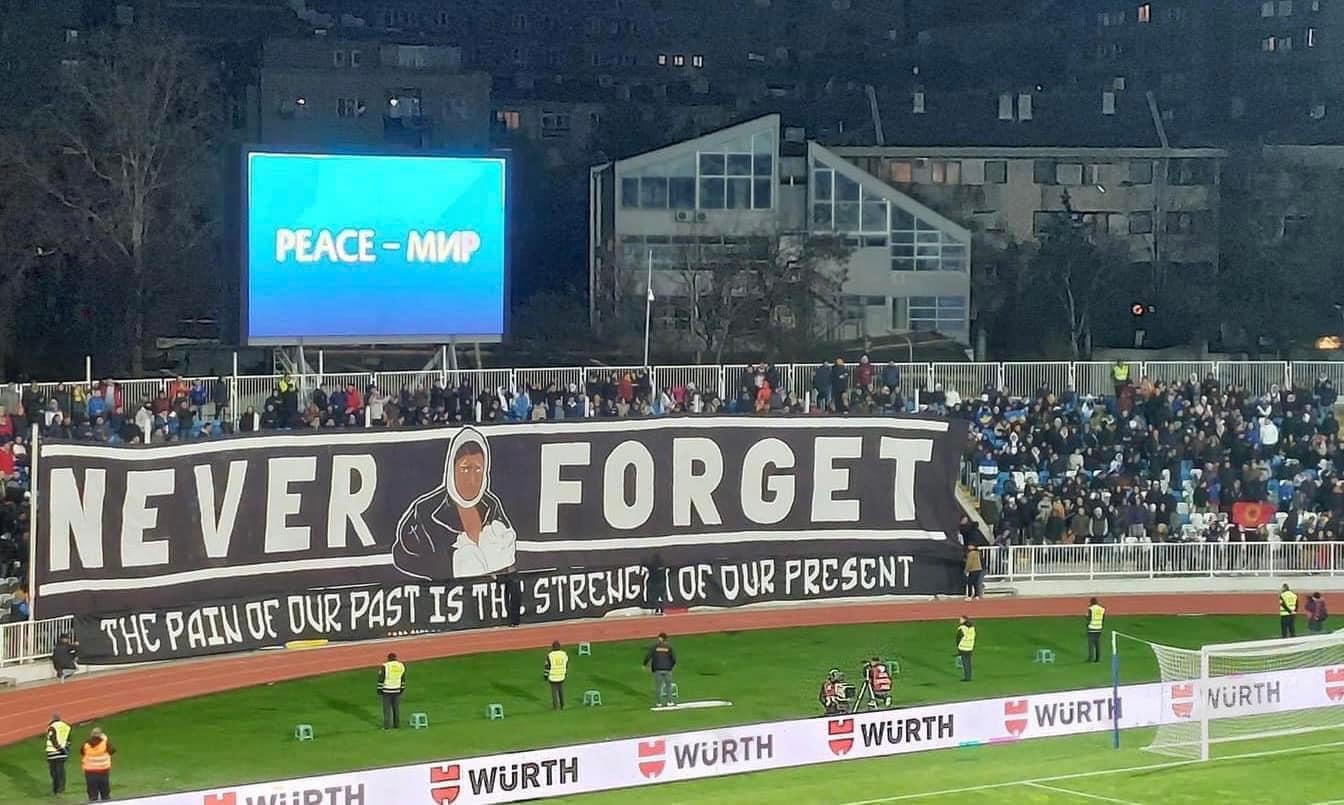 PEACE – МИР
NEVER FORGET
THE PAIN OF OUR PAST IS THE STRENGTH OF OUR PRESENT
WÜRTH
WÜRTH
WÜRTH
WÜRTH
WÜRTH
WÜRTH